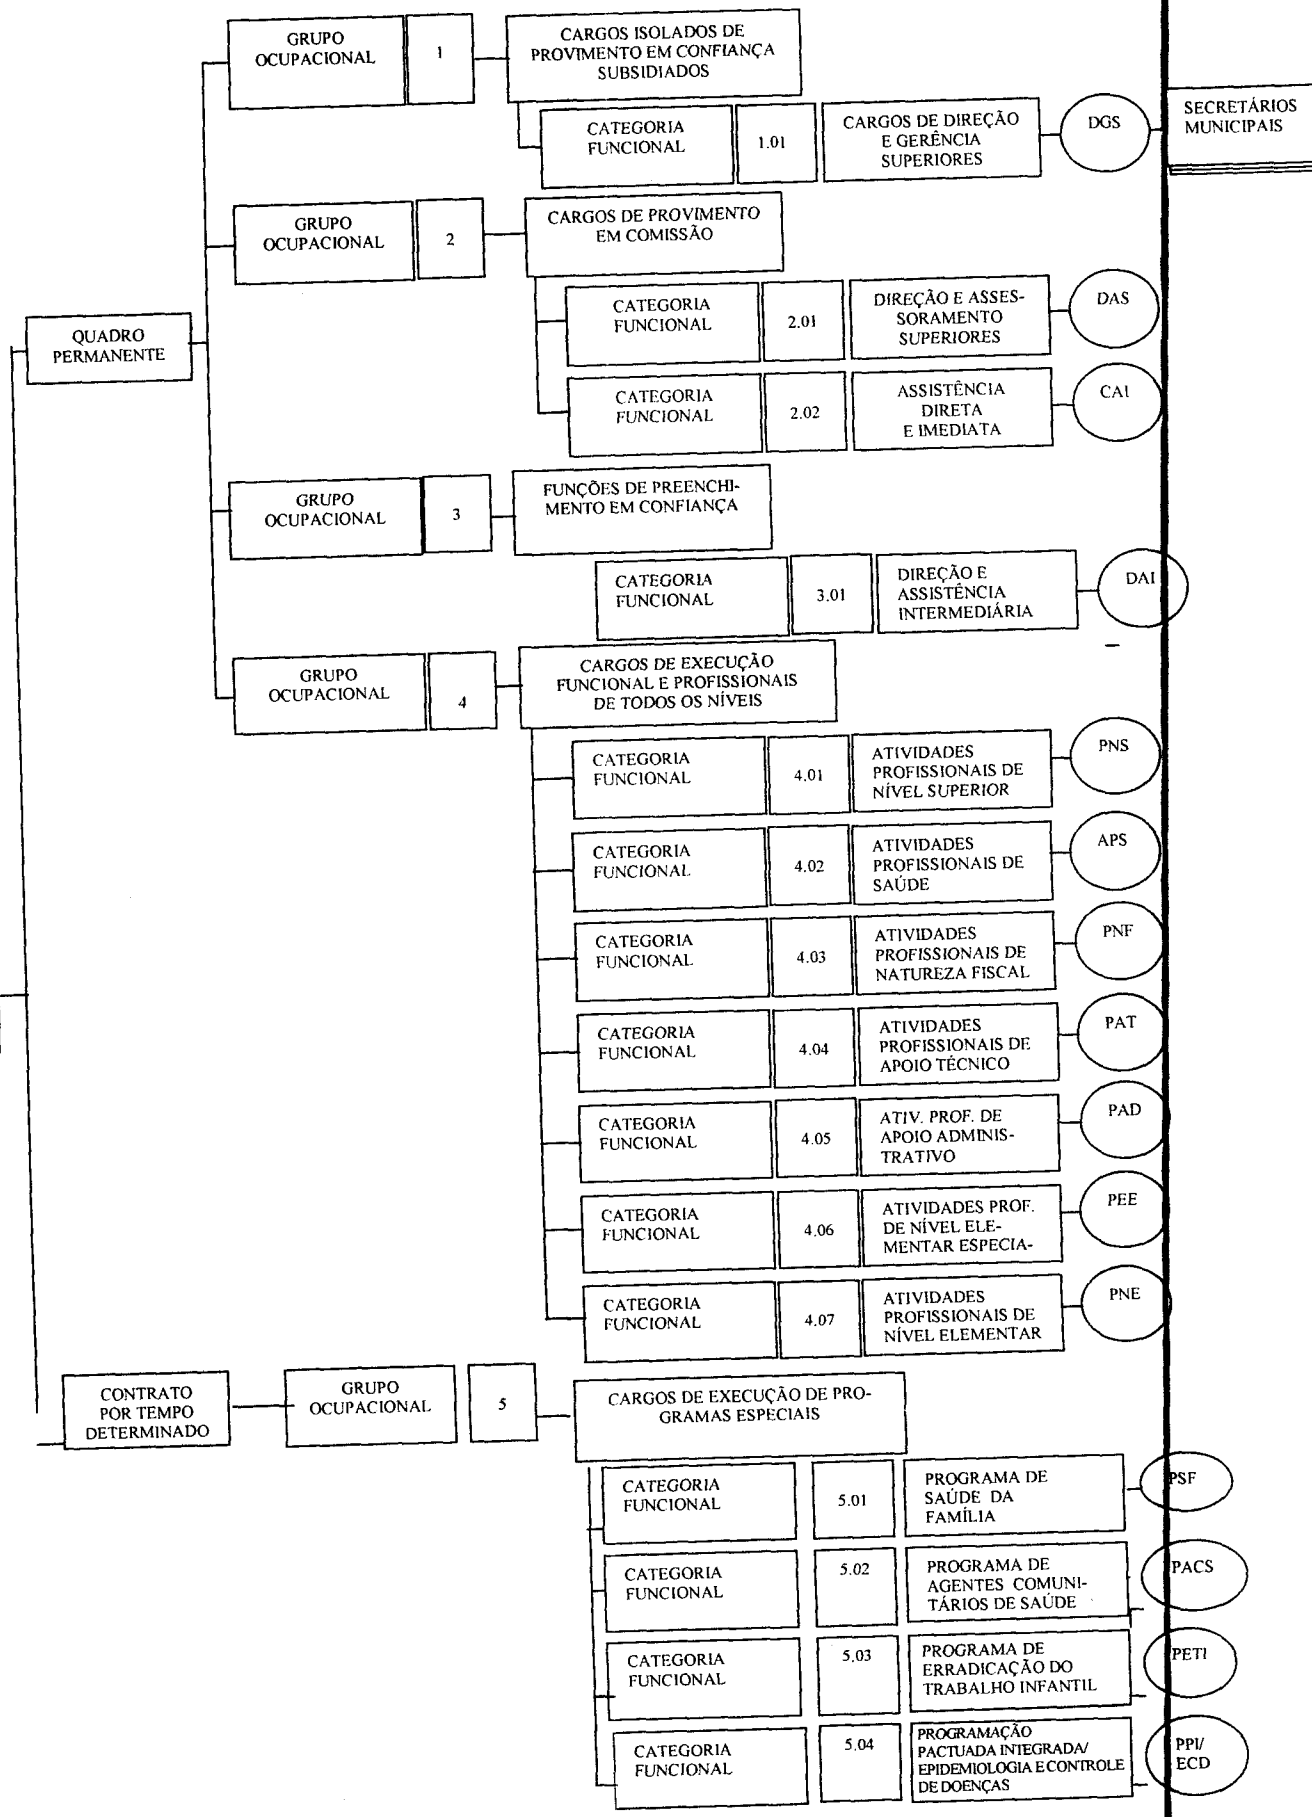 GRUPO
OCUPACIONAL
1
CARGOS ISOLADOS DE
PROVIMENTO EM CONFIANÇA
SUBSIDIADOS
CATEGORIA
FUNCIONAL
1.01
CARGOS DE DIREÇÃO
E GERÊNCIA
SUPERIORES
DGS
SECRETÁRIOS
MUNICIPAIS
GRUPO
OCUPACIONAL
2
CARGOS DE PROVIMENTO
EM COMISSÃO
CATEGORIA
FUNCIONAL
2.01
DIREÇÃO E ASSES-
SORAMENTO
SUPERIORES
DAS
QUADRO
PERMANENTE
CATEGORIA
FUNCIONAL
2.02
ASSISTÊNCIA
DIRETA
E IMEDIATA
CAI
GRUPO
OCUPACIONAL
3
FUNÇÕES DE PREENCHI-
MENTO EM CONFIANÇA
CATEGORIA
FUNCIONAL
3.01
DIREÇÃO E
ASSISTÊNCIA
INTERMEDIÁRIA
DAI
GRUPO
OCUPACIONAL
4
CARGOS DE EXECUÇÃO
FUNCIONAL E PROFISSIONAIS
DE TODOS OS NÍVEIS
CATEGORIA
FUNCIONAL
4.01
ATIVIDADES
PROFISSIONAIS DE
NÍVEL SUPERIOR
PNS
CATEGORIA
FUNCIONAL
4.02
ATIVIDADES
PROFISSIONAIS DE
SAÚDE
APS
CATEGORIA
FUNCIONAL
4.03
ATIVIDADES
PROFISSIONAIS DE
NATUREZA FISCAL
PNF
CATEGORIA
FUNCIONAL
4.04
ATIVIDADES
PROFISSIONAIS DE
APOIO TÉCNICO
PAT
CATEGORIA
FUNCIONAL
4.05
ATIV. PROF. DE
APOIO ADMINIS-
TRATIVO
PAD
CATEGORIA
FUNCIONAL
4.06
ATIVIDADES PROF.
DE NÍVEL ELE-
MENTAR ESPECIA-
PEE
CATEGORIA
FUNCIONAL
4.07
ATIVIDADES
PROFISSIONAIS DE
NÍVEL ELEMENTAR
PNE
CONTRATO
POR TEMPO
DETERMINADO
GRUPO
OCUPACIONAL
5
CARGOS DE EXECUÇÃO DE PRO-
GRAMAS ESPECIAIS
CATEGORIA
FUNCIONAL
5.01
PROGRAMA DE
SAÚDE DA
FAMÍLIA
PSF
CATEGORIA
FUNCIONAL
5.02
PROGRAMA DE
AGENTES COMUNI-
TÁRIOS DE SAÚDE
PACS
CATEGORIA
FUNCIONAL
5.03
PROGRAMA DE
ERRADICAÇÃO DO
TRABALHO INFANTIL
PETI
CATEGORIA
FUNCIONAL
5.04
PROGRAMAÇÃO
PACTUADA INTEGRADA/
EPIDEMIOLOGIA E CONTROLE
DE DOENÇAS
PPI/
ECD